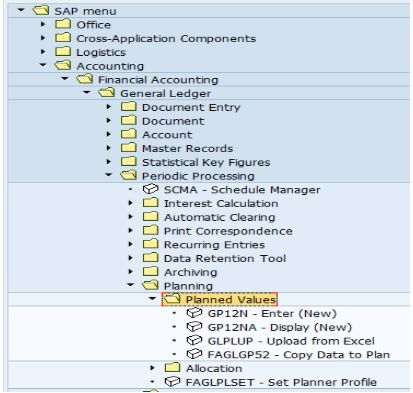 SAP menu
Office
Cross-Application Components
Logistics
Accounting
Financial Accounting
General Ledger
Document Entry
Document
Account
Master Records
Statistical Key Figures
Periodic Processing
SCMA - Schedule Manager
Interest Calculation
Automatic Clearing
Print Correspondence
Recurring Entries
Data Retention Tool
Archiving
Planning
Planned Values
GP12N - Enter (New)
GP12NA - Display (New)
GLPLUP - Upload from Excel
FAGLGP52 - Copy Data to Plan
Allocation
FAGLPLSET - Set Planner Profile